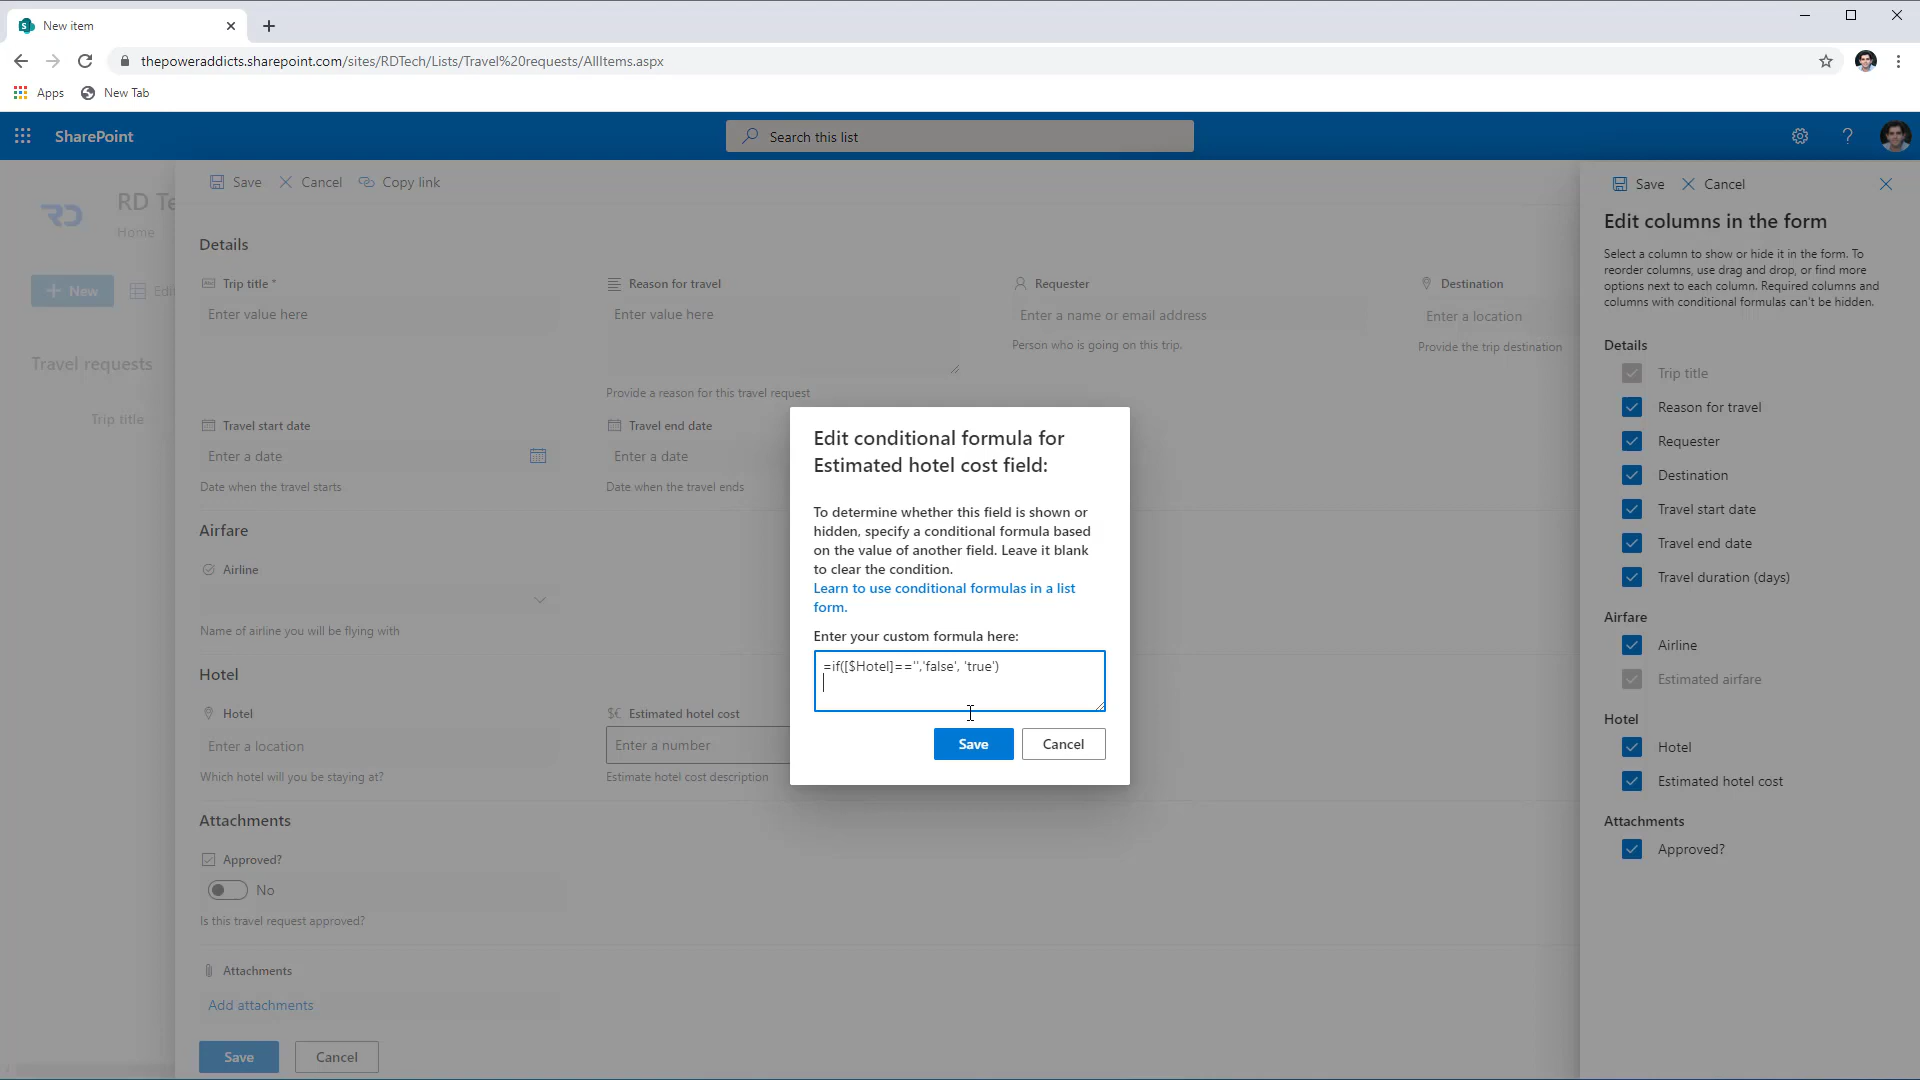 New item
thepoweraddicts.sharepoint.com/sites/RDTech/Lists/Travel%20requests/AllItems.aspx
Apps
New Tab
SharePoint
Search this list
RD Te
Home
New
Edi
Travel requests
Trip title
Save
Cancel
Copy link
Details
Trip title *
Enter value here
Reason for travel
Enter value here
Provide a reason for this travel request
Requester
Enter a name or email address
Person who is going on this trip.
Destination
Enter a location
Provide the trip destination
Travel start date
Enter a date
Date when the travel starts
Travel end date
Enter a date
Date when the travel ends
Airfare
Airline
Name of airline you will be flying with
Hotel
Hotel
Enter a location
Which hotel will you be staying at?
$€ Estimated hotel cost
Enter a number
Estimate hotel cost description
Attachments
Approved?
No
Is this travel request approved?
Attachments
Add attachments
Save
Cancel
Edit conditional formula for
Estimated hotel cost field:
To determine whether this field is shown or
hidden, specify a conditional formula based
on the value of another field. Leave it blank
to clear the condition.
Learn to use conditional formulas in a list
form.
Enter your custom formula here:
=if([$Hotel]=='','false', 'true')
Save
Cancel
Save
Cancel
Edit columns in the form
Select a column to show or hide it in the form. To
reorder columns, use drag and drop, or find more
options next to each column. Required columns and
columns with conditional formulas can't be hidden.
Details
Trip title
Reason for travel
Requester
Destination
Travel start date
Travel end date
Travel duration (days)
Airfare
Airline
Estimated airfare
Hotel
Hotel
Estimated hotel cost
Attachments
Approved?